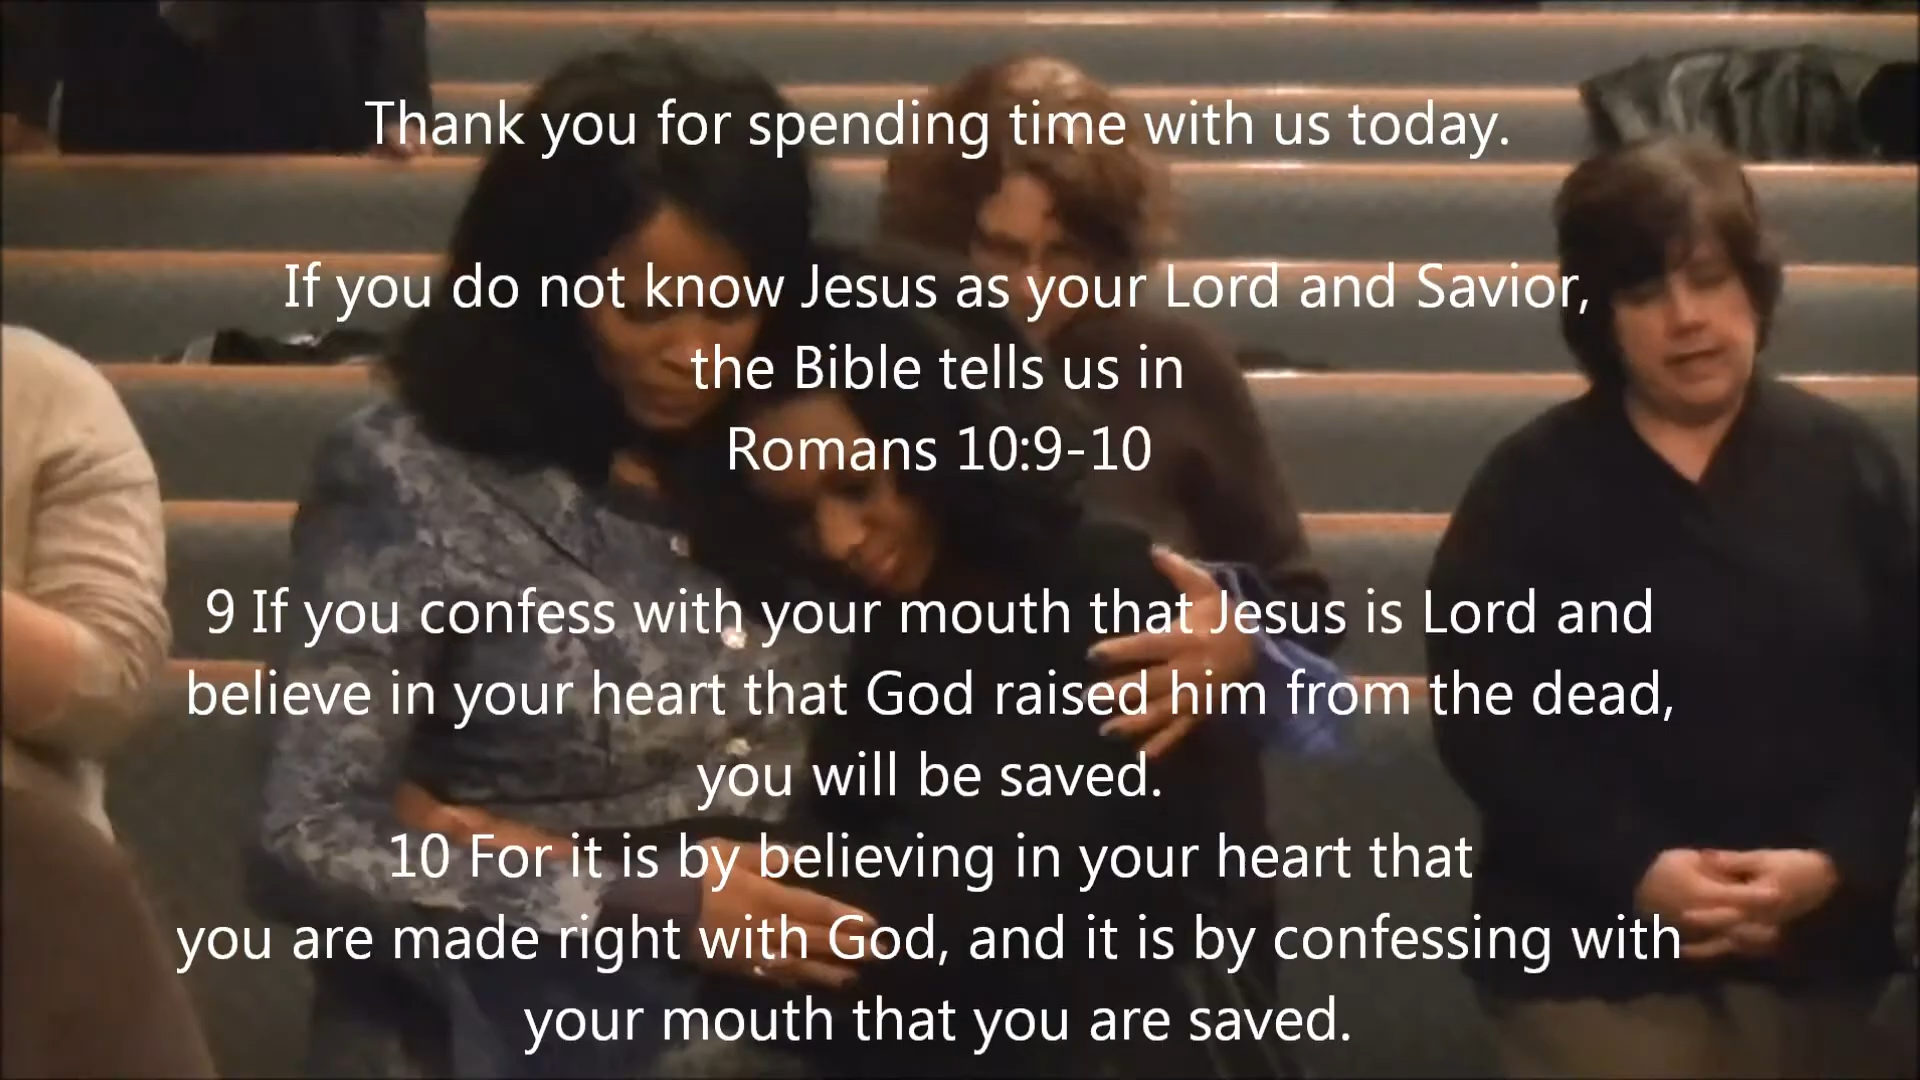 Thank you for spending time with us today.
If you do not know Jesus as your Lord and Savior,
the Bible tells us in
Romans 10:9-10
9 If you confess with your mouth that Jesus is Lord and
believe in your heart that God raised him from the dead,
you will be saved.
10 For it is by believing in your heart that
you are made right with God, and it is by confessing with
your mouth that you are saved.